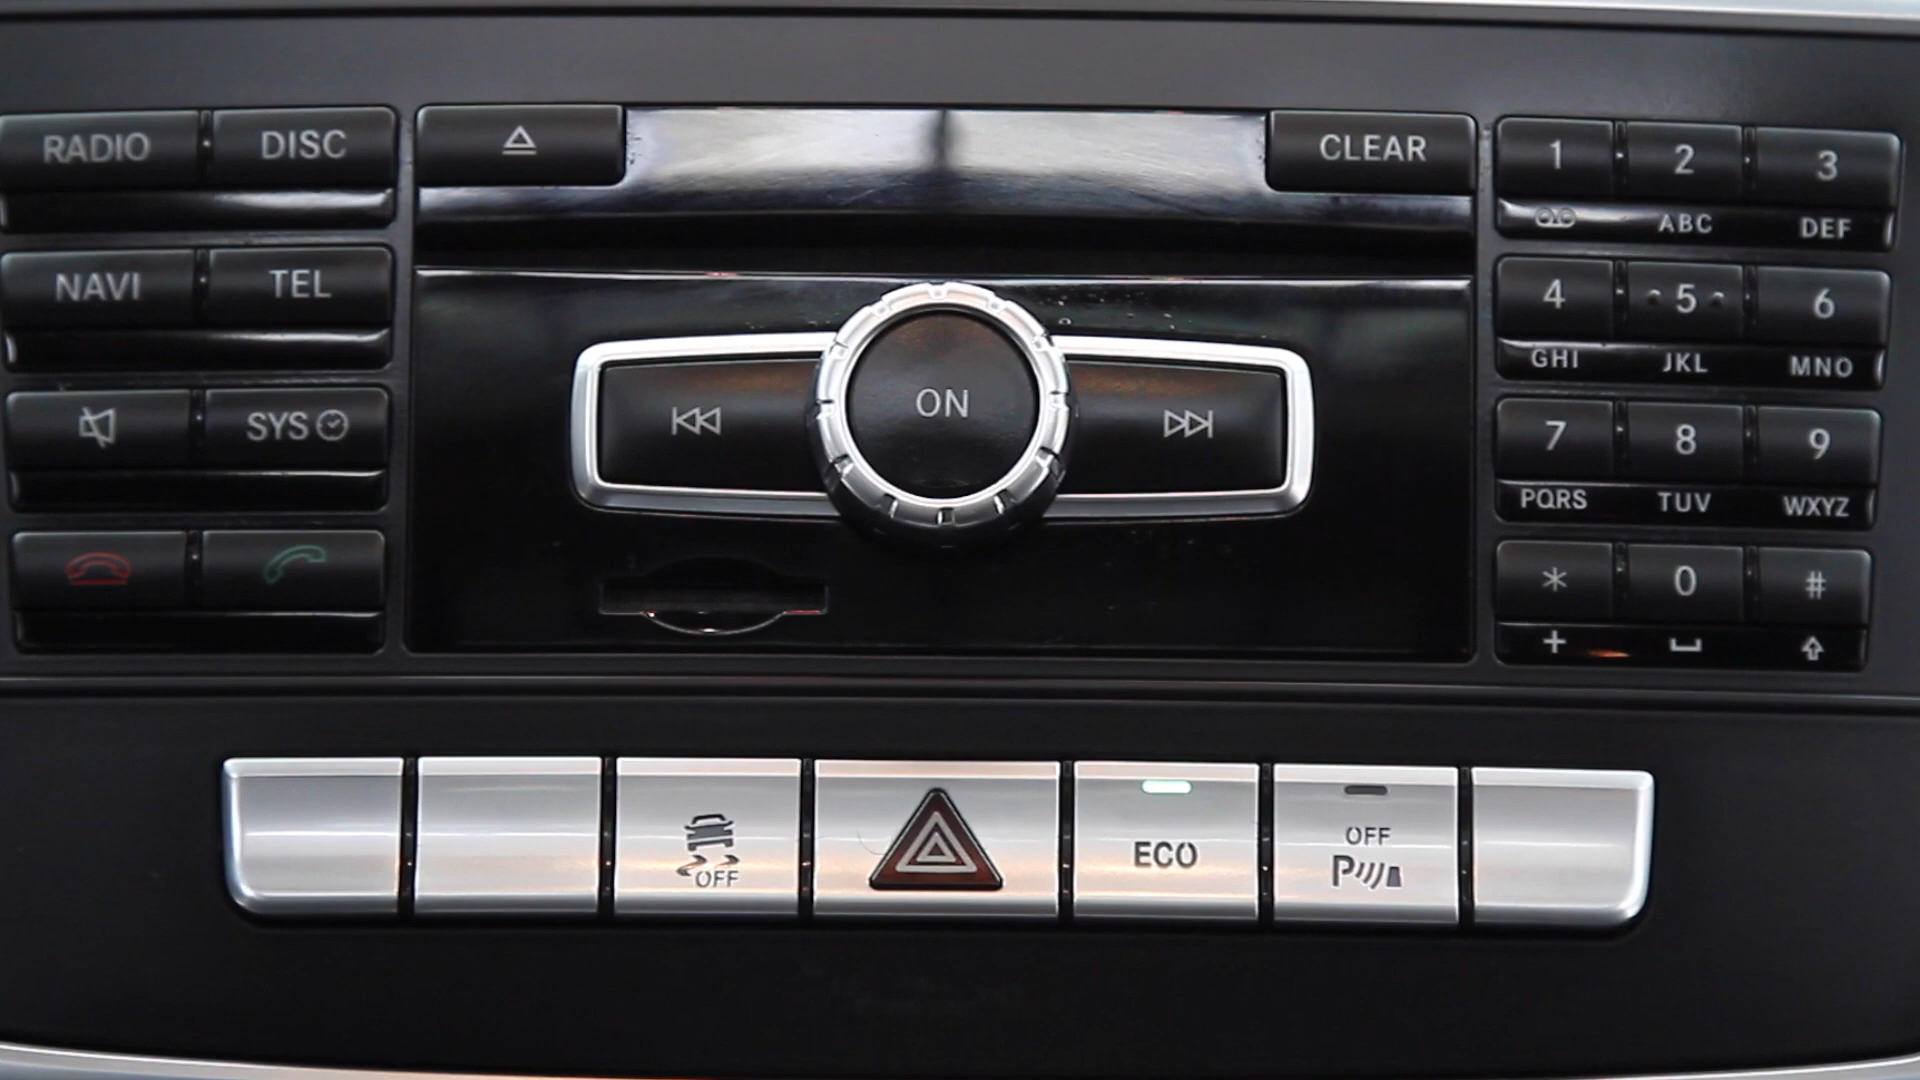 RADIO DISC CLEAR 1 2 3
ABC DEF
NAVI TEL 4 5 6
GHI JKL MNO
ON
SYS 7 8 9
PQRS TUV WXYZ
* 0 #
+
OFF ECO OFF
P